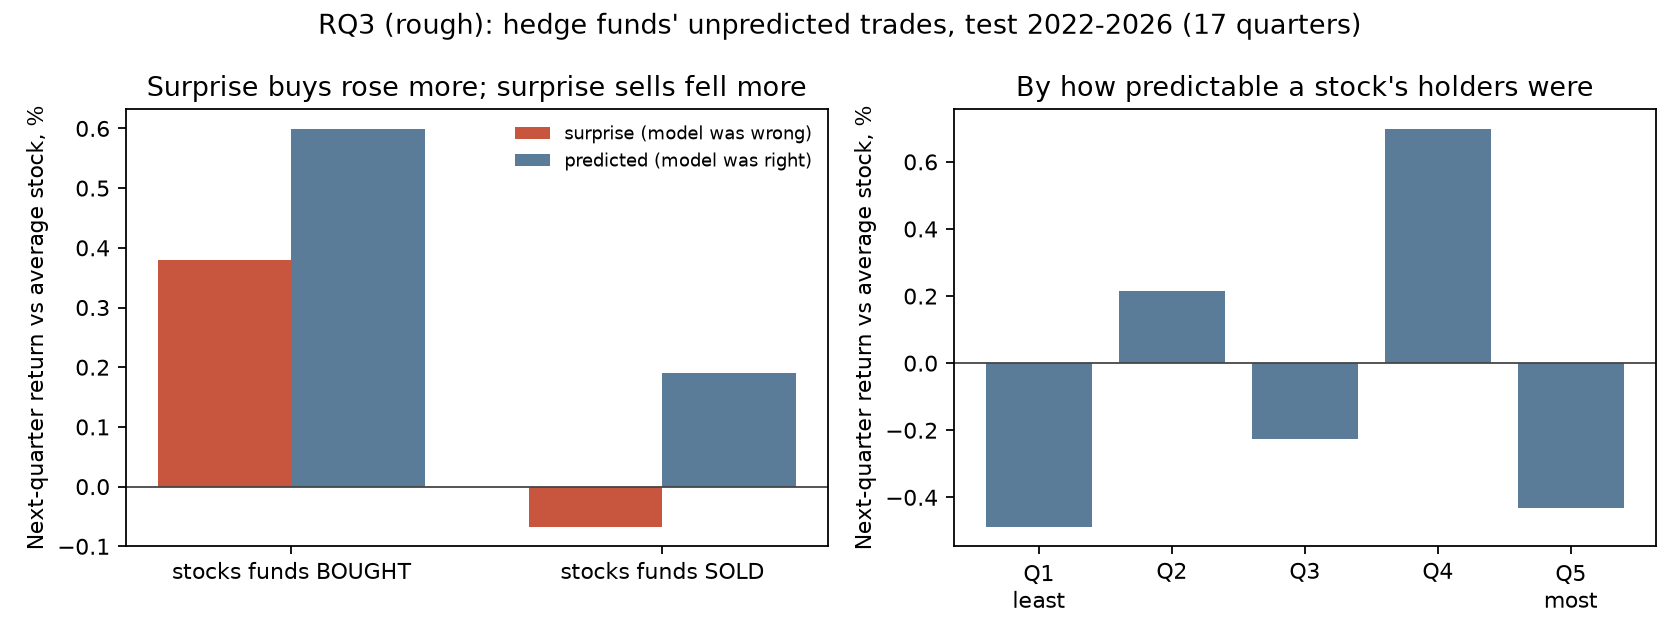 RQ3 (rough): hedge funds' unpredicted trades, test 2022-2026 (17 quarters)
Surprise buys rose more; surprise sells fell more
Next-quarter return vs average stock, %
0.6
0.5
0.4
0.3
0.2
0.1
0.0
−0.1
surprise (model was wrong)
predicted (model was right)
stocks funds BOUGHT
stocks funds SOLD
By how predictable a stock's holders were
Next-quarter return vs average stock, %
0.6
0.4
0.2
0.0
−0.2
−0.4
Q1
least
Q2
Q3
Q4
Q5
most